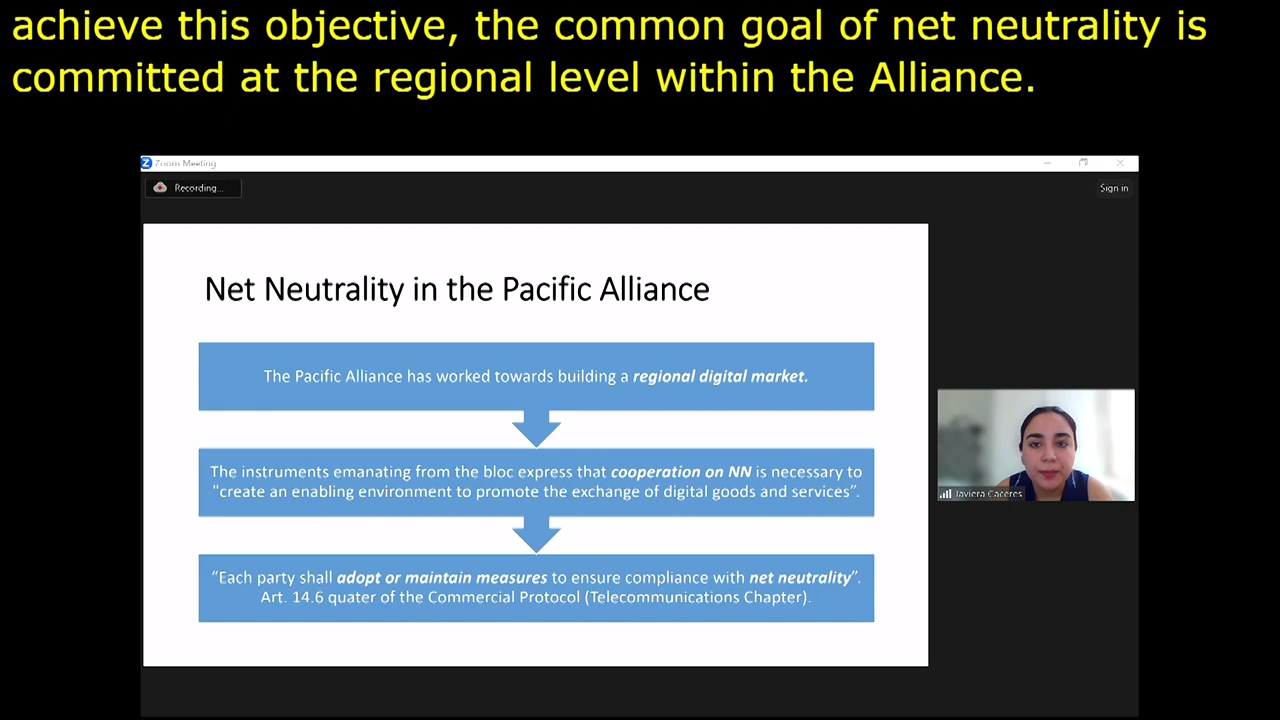 achieve this objective, the common goal of net neutrality is
committed at the regional level within the Alliance.
Zoom Meeting
Recording...
Sign in
Net Neutrality in the Pacific Alliance
The Pacific Alliance has worked towards building a regional digital market.
The instruments emanating from the bloc express that cooperation on NN is necessary to
"create an enabling environment to promote the exchange of digital goods and services”.
“Each party shall adopt or maintain measures to ensure compliance with net neutrality”.
Art. 14.6 quater of the Commercial Protocol (Telecommunications Chapter).
Javiera Caceres